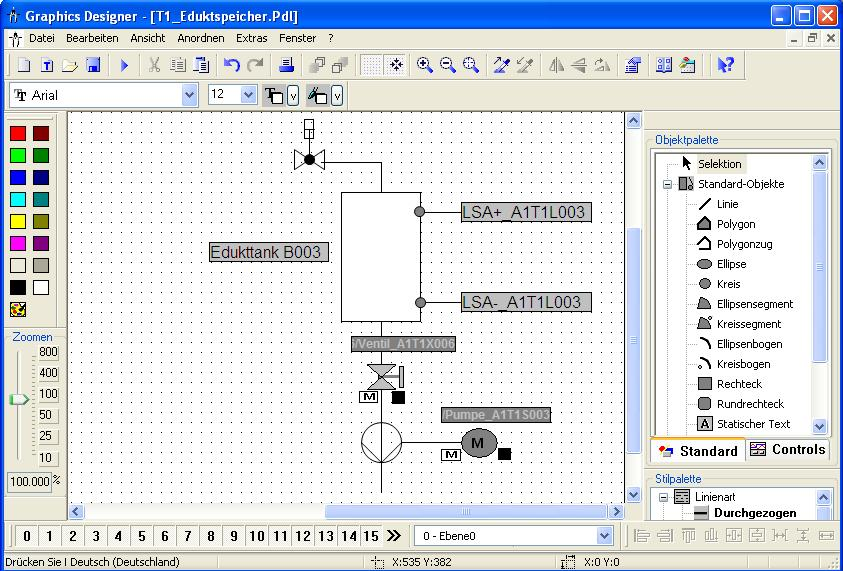 Graphics Designer - [T1_Eduktspeicher.Pdl]
Datei Bearbeiten Ansicht Anordnen Extras Fenster ?
Arial 12
Objektpalette
Selektion
Standard-Objekte
Linie
Polygon
Polygonzug
Ellipse
Kreis
Ellipsensegment
Kreissegment
Ellipsenbogen
Kreisbogen
Rechteck
Rundrechteck
A Statischer Text
Standard Controls
Stilpalette
Linienart
Durchgezogen
LSA+_A1T1L003
Edukttank B003
LSA-_A1T1L003
/Ventil_A1T1X006
M
/Pumpe_A1T1S003
M
M
Zoomen
800
400
100
50
25
10
100.000 %
0 1 2 3 4 5 6 7 8 9 10 11 12 13 14 15 0 - Ebene0
Drücken Sie I Deutsch (Deutschland) X:535 Y:382 X:0 Y:0